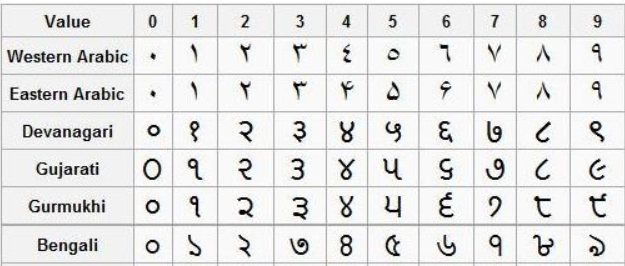 Value 0 1 2 3 4 5 6 7 8 9
Western Arabic ٠ ١ ٢ ٣ ٤ ٥ ٦ ٧ ٨ ٩
Eastern Arabic ۰ ۱ ۲ ۳ ۴ ۵ ۶ ۷ ۸ ۹
Devanagari ० १ २ ३ ४ ५ ६ ७ ८ ९
Gujarati ૦ ૧ ૨ ૩ ૪ ૫ ૬ ૭ ૮ ૯
Gurmukhi ੦ ੧ ੨ ੩ ੪ ੫ ੬ ੭ ੮ ੯
Bengali ০ ১ ২ ৩ ৪ ৫ ৬ ৭ ৮ ৯